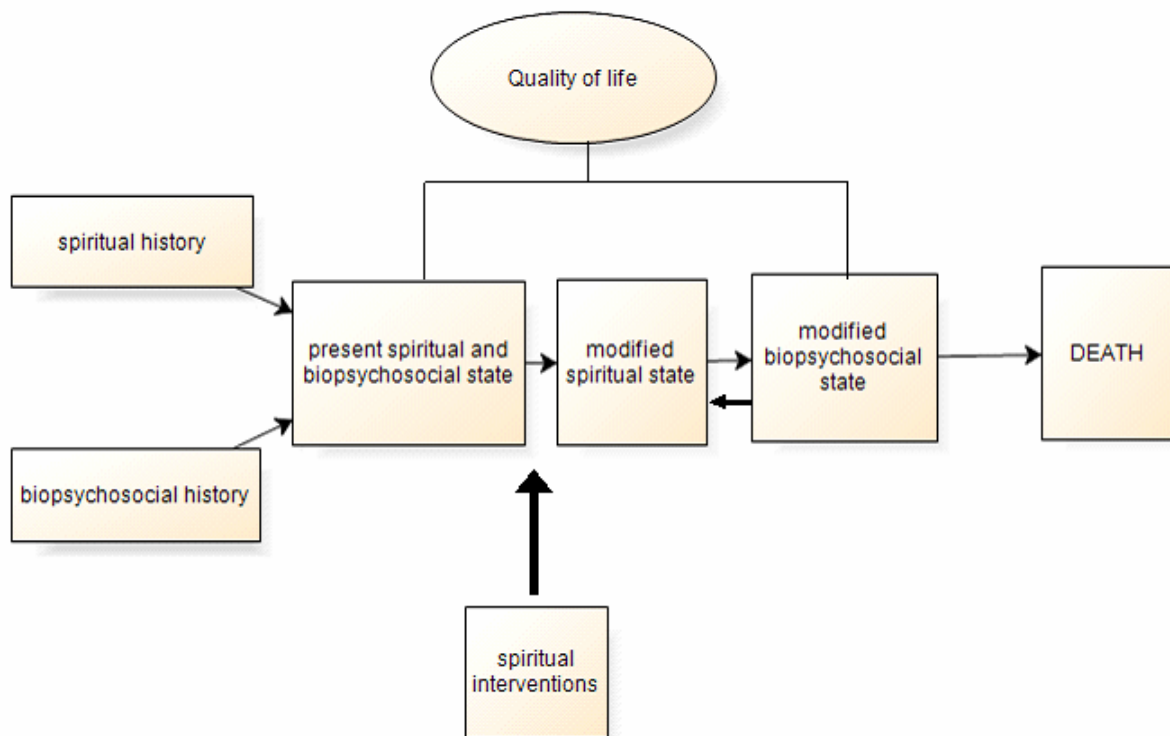 Quality of life
spiritual history
present spiritual and
biopsychosocial state
modified
spiritual state
modified
biopsychosocial
state
DEATH
biopsychosocial history
spiritual
interventions